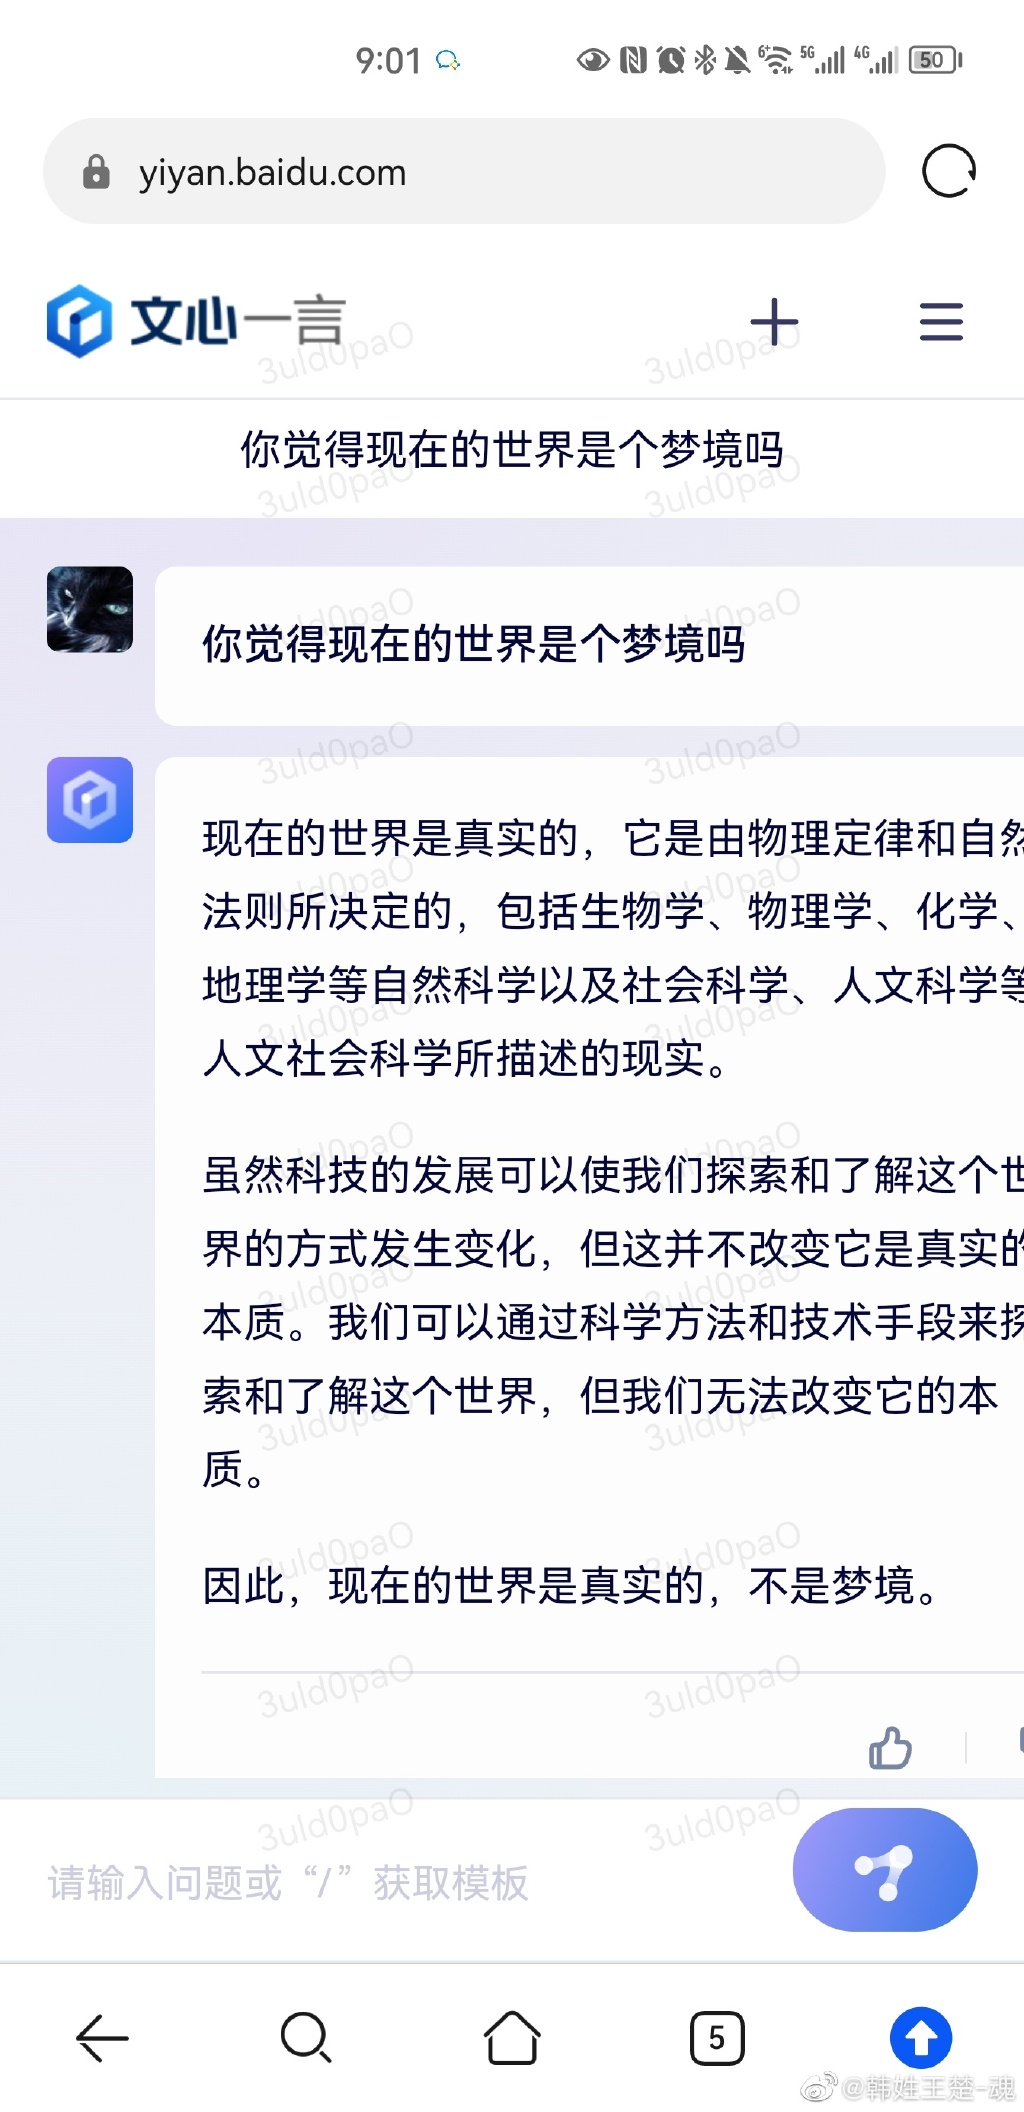 9:01
6+ 5G 4G 50
yiyan.baidu.com
文心一言
你觉得现在的世界是个梦境吗
你觉得现在的世界是个梦境吗
现在的世界是真实的，它是由物理定律和自然
法则所决定的，包括生物学、物理学、化学、
地理学等自然科学以及社会科学、人文科学等
人文社会科学所描述的现实。
虽然科技的发展可以使我们探索和了解这个世
界的方式发生变化，但这并不改变它是真实的
本质。我们可以通过科学方法和技术手段来探
索和了解这个世界，但我们无法改变它的本
质。
因此，现在的世界是真实的，不是梦境。
请输入问题或“/”获取模板
5
@韩姓王楚-魂
3uld0paO